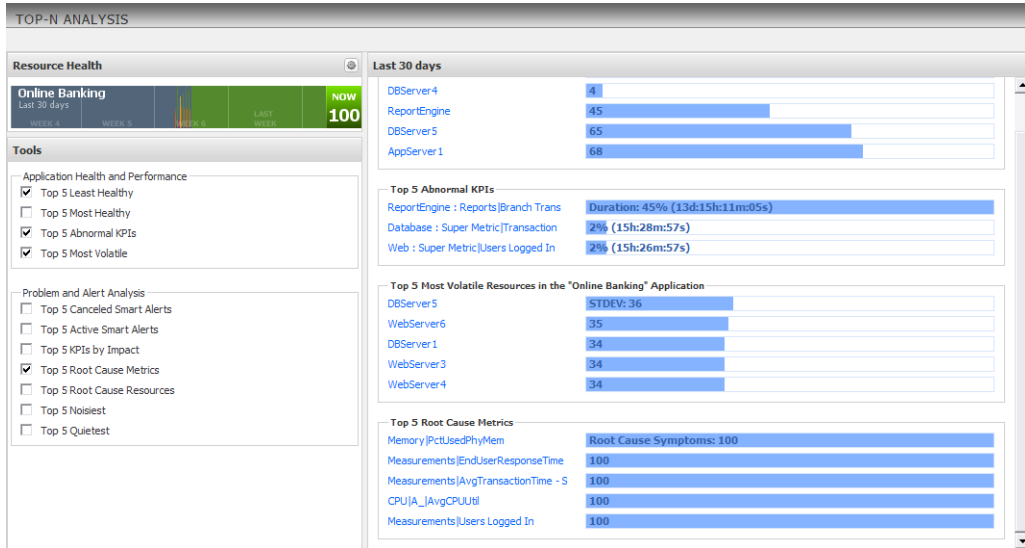 TOP-N ANALYSIS
Resource Health
Online Banking
Last 30 days
NOW
100
WEEK 4
WEEK 5
WEEK 6
LAST
WEEK
Tools
Application Health and Performance
Top 5 Least Healthy
Top 5 Most Healthy
Top 5 Abnormal KPIs
Top 5 Most Volatile
Problem and Alert Analysis
Top 5 Canceled Smart Alerts
Top 5 Active Smart Alerts
Top 5 KPIs by Impact
Top 5 Root Cause Metrics
Top 5 Root Cause Resources
Top 5 Noisiest
Top 5 Quietest
Last 30 days
DBServer4 4
ReportEngine 45
DBServer5 65
AppServer1 68
Top 5 Abnormal KPIs
ReportEngine : Reports|Branch Trans Duration: 45% (13d:15h:11m:05s)
Database : Super Metric|Transaction 2% (15h:28m:57s)
Web : Super Metric|Users Logged In 2% (15h:26m:57s)
Top 5 Most Volatile Resources in the "Online Banking" Application
DBServer5 STDEV: 36
WebServer6 35
DBServer1 34
WebServer3 34
WebServer4 34
Top 5 Root Cause Metrics
Memory|PctUsedPhyMem Root Cause Symptoms: 100
Measurements|EndUserResponseTime 100
Measurements|AvgTransactionTime - S 100
CPU|A_|AvgCPUUtil 100
Measurements|Users Logged In 100